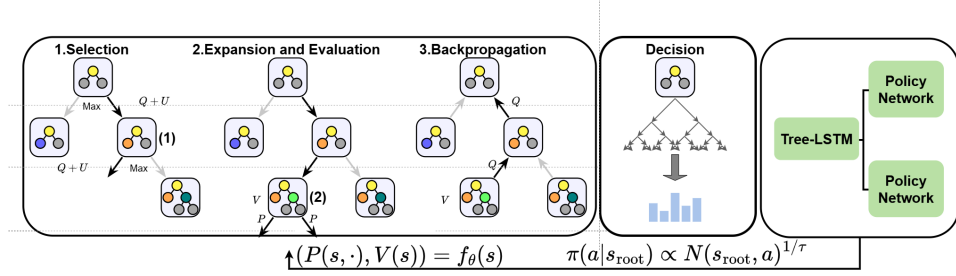 1.Selection
2.Expansion and Evaluation
3.Backpropagation
Decision
Max
Q + U
(1)
Q + U
Max
V
(2)
P
P
Q
Q
V
Tree-LSTM
Policy
Network
Policy
Network
(P(s, ·), V(s)) = f_θ(s)
π(a|s_root) ∝ N(s_root, a)^{1/τ}